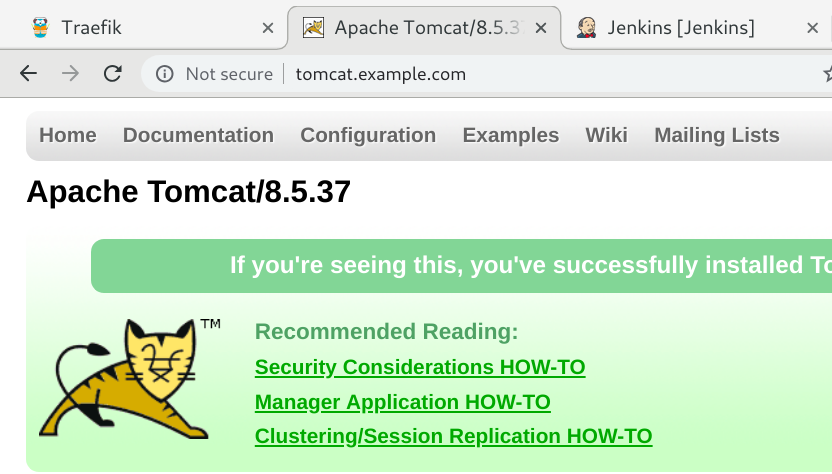 Traefik
Apache Tomcat/8.5.37
Jenkins [Jenkins]
Not secure
tomcat.example.com
Home Documentation Configuration Examples Wiki Mailing Lists
Apache Tomcat/8.5.37
If you're seeing this, you've successfully installed
TM
Recommended Reading:
Security Considerations HOW-TO
Manager Application HOW-TO
Clustering/Session Replication HOW-TO